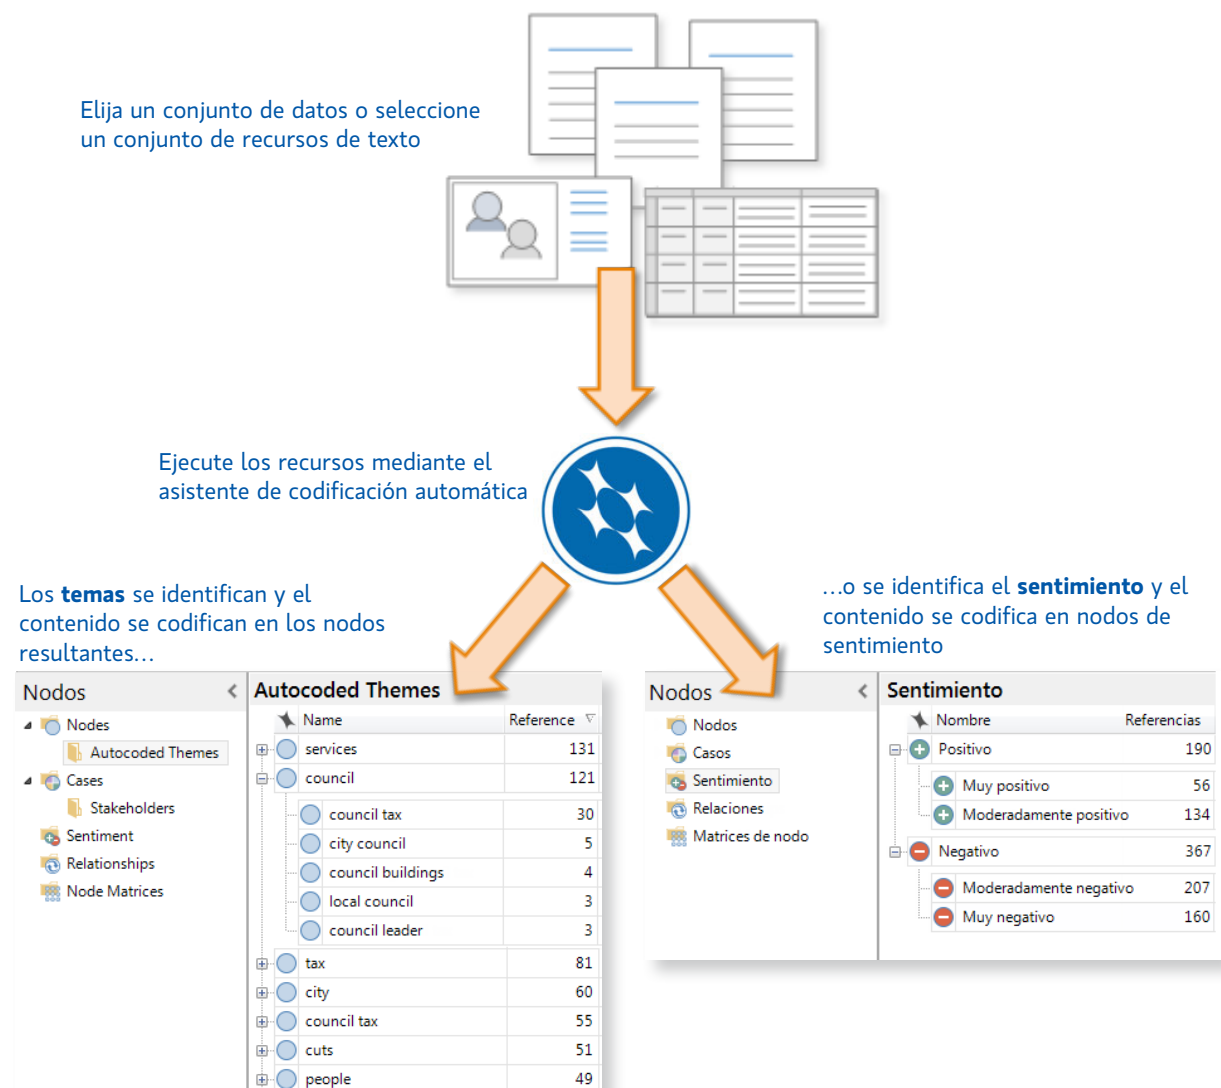 Elija un conjunto de datos o seleccione
un conjunto de recursos de texto
Ejecute los recursos mediante el
asistente de codificación automática
Los temas se identifican y el
contenido se codifican en los nodos
resultantes...
...o se identifica el sentimiento y el
contenido se codifica en nodos de
sentimiento
Nodos
Nodes
Autocoded Themes
Cases
Stakeholders
Sentiment
Relationships
Node Matrices
Autocoded Themes
Name Reference
services 131
council 121
council tax 30
city council 5
council buildings 4
local council 3
council leader 3
tax 81
city 60
council tax 55
cuts 51
people 49
Nodos
Nodos
Casos
Sentimiento
Relaciones
Matrices de nodo
Sentimiento
Nombre Referencias
Positivo 190
Muy positivo 56
Moderadamente positivo 134
Negativo 367
Moderadamente negativo 207
Muy negativo 160